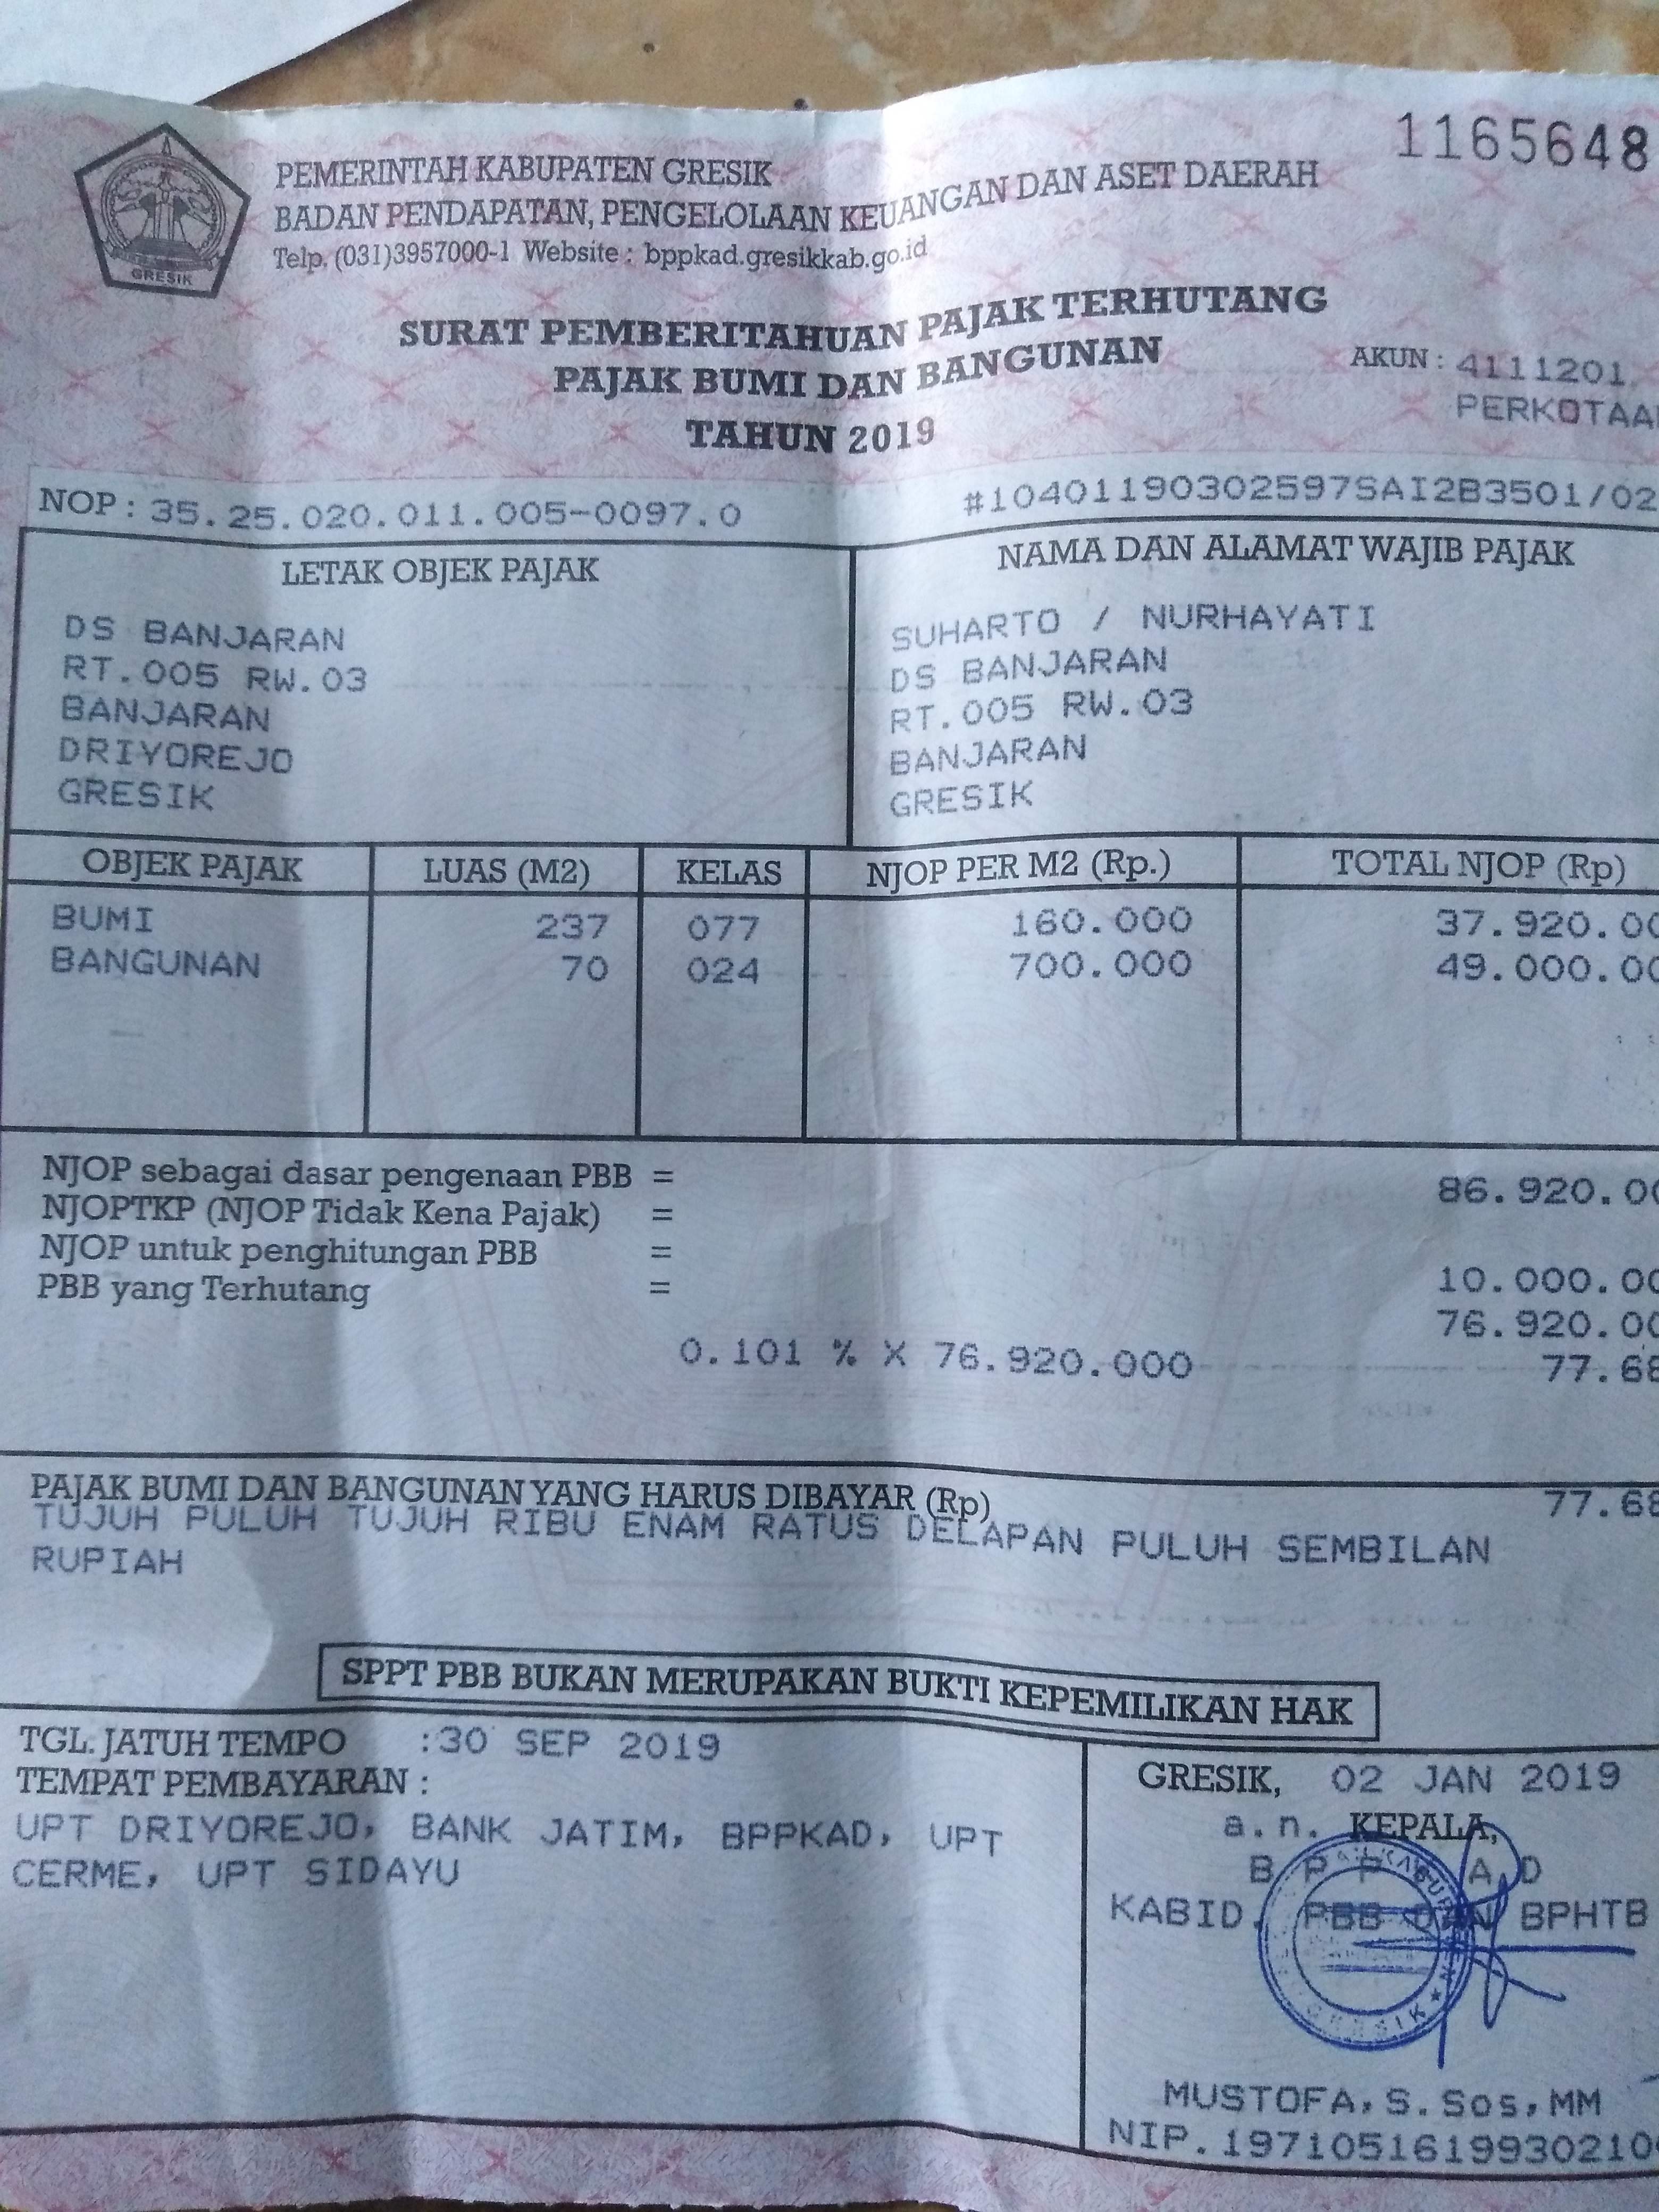 1165648
PEMERINTAH KABUPATEN GRESIK
BADAN PENDAPATAN, PENGELOLAAN KEUANGAN DAN ASET DAERAH
Telp. (031)3957000-1 Website : bppkad.gresikkab.go.id
GRESIK
SURAT PEMBERITAHUAN PAJAK TERHUTANG
PAJAK BUMI DAN BANGUNAN
TAHUN 2019
AKUN : 4111201
PERKOTAA
NOP : 35.25.020.011.005-0097.0
#10401190302597SAI2B3501/02
LETAK OBJEK PAJAK
DS BANJARAN
RT.005 RW.03
BANJARAN
DRIYOREJO
GRESIK
NAMA DAN ALAMAT WAJIB PAJAK
SUHARTO / NURHAYATI
DS BANJARAN
RT.005 RW.03
BANJARAN
GRESIK
OBJEK PAJAK LUAS (M2) KELAS NJOP PER M2 (Rp.) TOTAL NJOP (Rp)
BUMI 237 077 160.000 37.920.00
BANGUNAN 70 024 700.000 49.000.00
NJOP sebagai dasar pengenaan PBB = 86.920.00
NJOPTKP (NJOP Tidak Kena Pajak) =
NJOP untuk penghitungan PBB = 10.000.00
PBB yang Terhutang = 76.920.00
0.101 % X 76.920.000 77.68
PAJAK BUMI DAN BANGUNAN YANG HARUS DIBAYAR (Rp) 77.68
TUJUH PULUH TUJUH RIBU ENAM RATUS DELAPAN PULUH SEMBILAN
RUPIAH
SPPT PBB BUKAN MERUPAKAN BUKTI KEPEMILIKAN HAK
TGL. JATUH TEMPO :30 SEP 2019
TEMPAT PEMBAYARAN :
UPT DRIYOREJO, BANK JATIM, BPPKAD, UPT
CERME, UPT SIDAYU
GRESIK, 02 JAN 2019
a.n. KEPALA,
B P P K A D
KABID. PBB DAN BPHTB
GRESIK
MUSTOFA, S.Sos, MM
NIP.1971051619930210